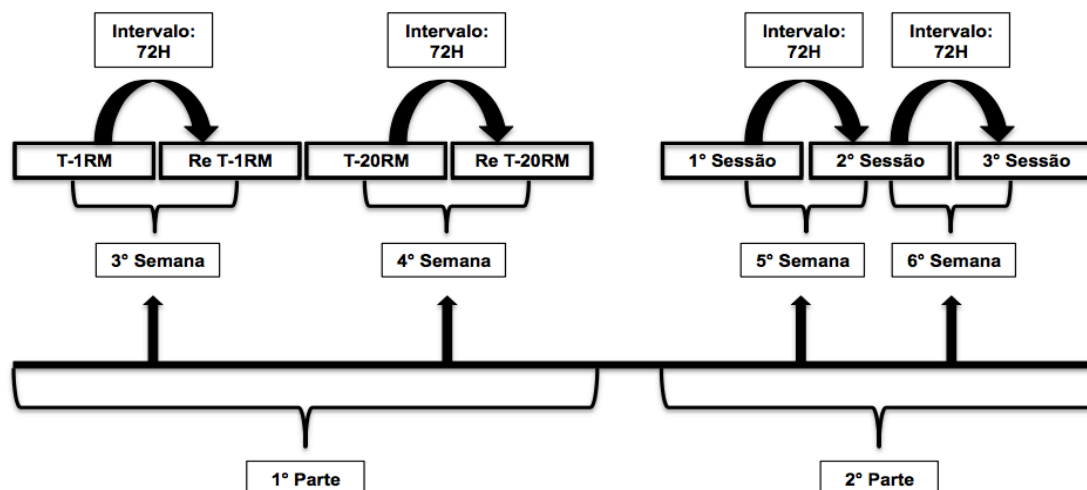 Intervalo:
72H
Intervalo:
72H
Intervalo:
72H
Intervalo:
72H
T-1RM
Re T-1RM
T-20RM
Re T-20RM
1° Sessão
2° Sessão
3° Sessão
3° Semana
4° Semana
5° Semana
6° Semana
1° Parte
2° Parte